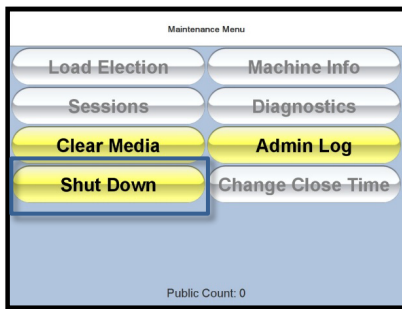 Maintenance Menu
Load Election Machine Info
Sessions Diagnostics
Clear Media Admin Log
Shut Down Change Close Time
Public Count: 0